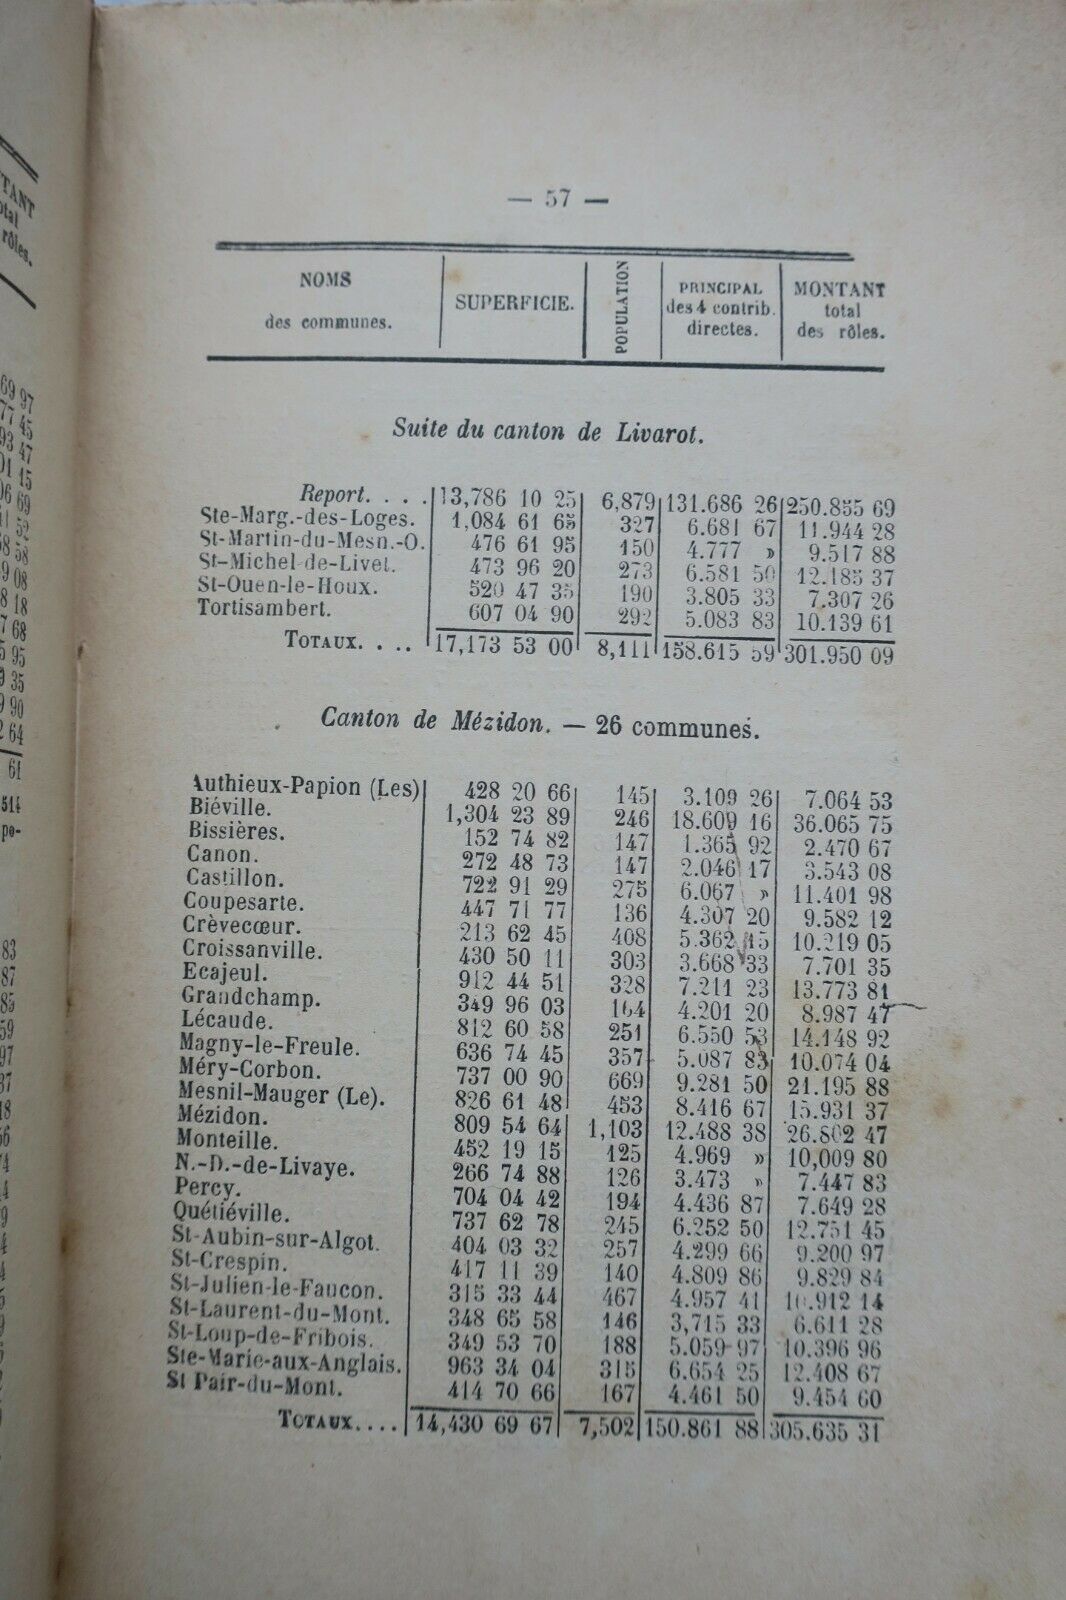 — 57 —
NOMS des communes. SUPERFICIE. POPULATION PRINCIPAL des 4 contrib. directes. MONTANT total des rôles.
Suite du canton de Livarot.
Report. . . . 13,786 10 25 6,879 131.686 26 250.855 69
Ste-Marg.-des-Loges. 1,084 61 65 327 6.681 67 11.944 28
St-Martin-du-Mesn.-O. 476 61 95 150 4.777 » 9.517 88
St-Michel-de-Livet. 473 96 20 273 6.581 50 12.185 37
St-Ouen-le-Houx. 520 47 35 190 3.805 33 7.307 26
Tortisambert. 607 04 90 292 5.083 83 10.139 61
TOTAUX. . .. 17,173 53 00 8,111 158.615 59 301.950 09
Canton de Mézidon. — 26 communes.
Authieux-Papion (Les) 428 20 66 145 3.109 26 7.064 53
Biéville. 1,304 23 89 246 18.609 16 36.065 75
Bissières. 152 74 82 147 1.365 92 2.470 67
Canon. 272 48 73 147 2.046 17 3.543 08
Castillon. 722 91 29 275 6.067 » 11.401 98
Coupesarte. 447 71 77 136 4.307 20 9.582 12
Crèvecœur. 213 62 45 408 5.362 15 10.219 05
Croissanville. 430 50 11 303 3.668 33 7.701 35
Ecajeul. 912 44 51 328 7.211 23 13.773 81
Grandchamp. 349 96 03 164 4.201 20 8.987 47
Lécaude. 812 60 58 251 6.550 53 14.148 92
Magny-le-Freule. 636 74 45 357 5.087 83 10.074 04
Méry-Corbon. 737 00 90 669 9.281 50 21.195 88
Mesnil-Mauger (Le). 826 61 48 453 8.416 67 15.931 37
Mézidon. 809 54 64 1,103 12.488 38 26.802 47
Monteille. 452 19 15 125 4.969 » 10,009 80
N.-D.-de-Livaye. 266 74 88 126 3.473 » 7.447 83
Percy. 704 04 42 194 4.436 87 7.649 28
Quétiéville. 737 62 78 245 6.252 50 12.751 45
St-Aubin-sur-Algot. 404 03 32 257 4.299 66 9.200 97
St-Crespin. 417 11 39 140 4.809 86 9.829 84
St-Julien-le-Faucon. 315 33 44 467 4.957 41 10.912 14
St-Laurent-du-Mont. 348 65 58 146 3,715 33 6.611 28
St-Loup-de-Fribois. 349 53 70 188 5.059 97 10.396 96
Ste-Marie-aux-Anglais. 963 34 04 315 6.654 25 12.408 67
St Pair-du-Mont. 414 70 66 167 4.461 50 9.454 60
TOTAUX.... 14,430 69 67 7,502 150.861 88 305.635 31